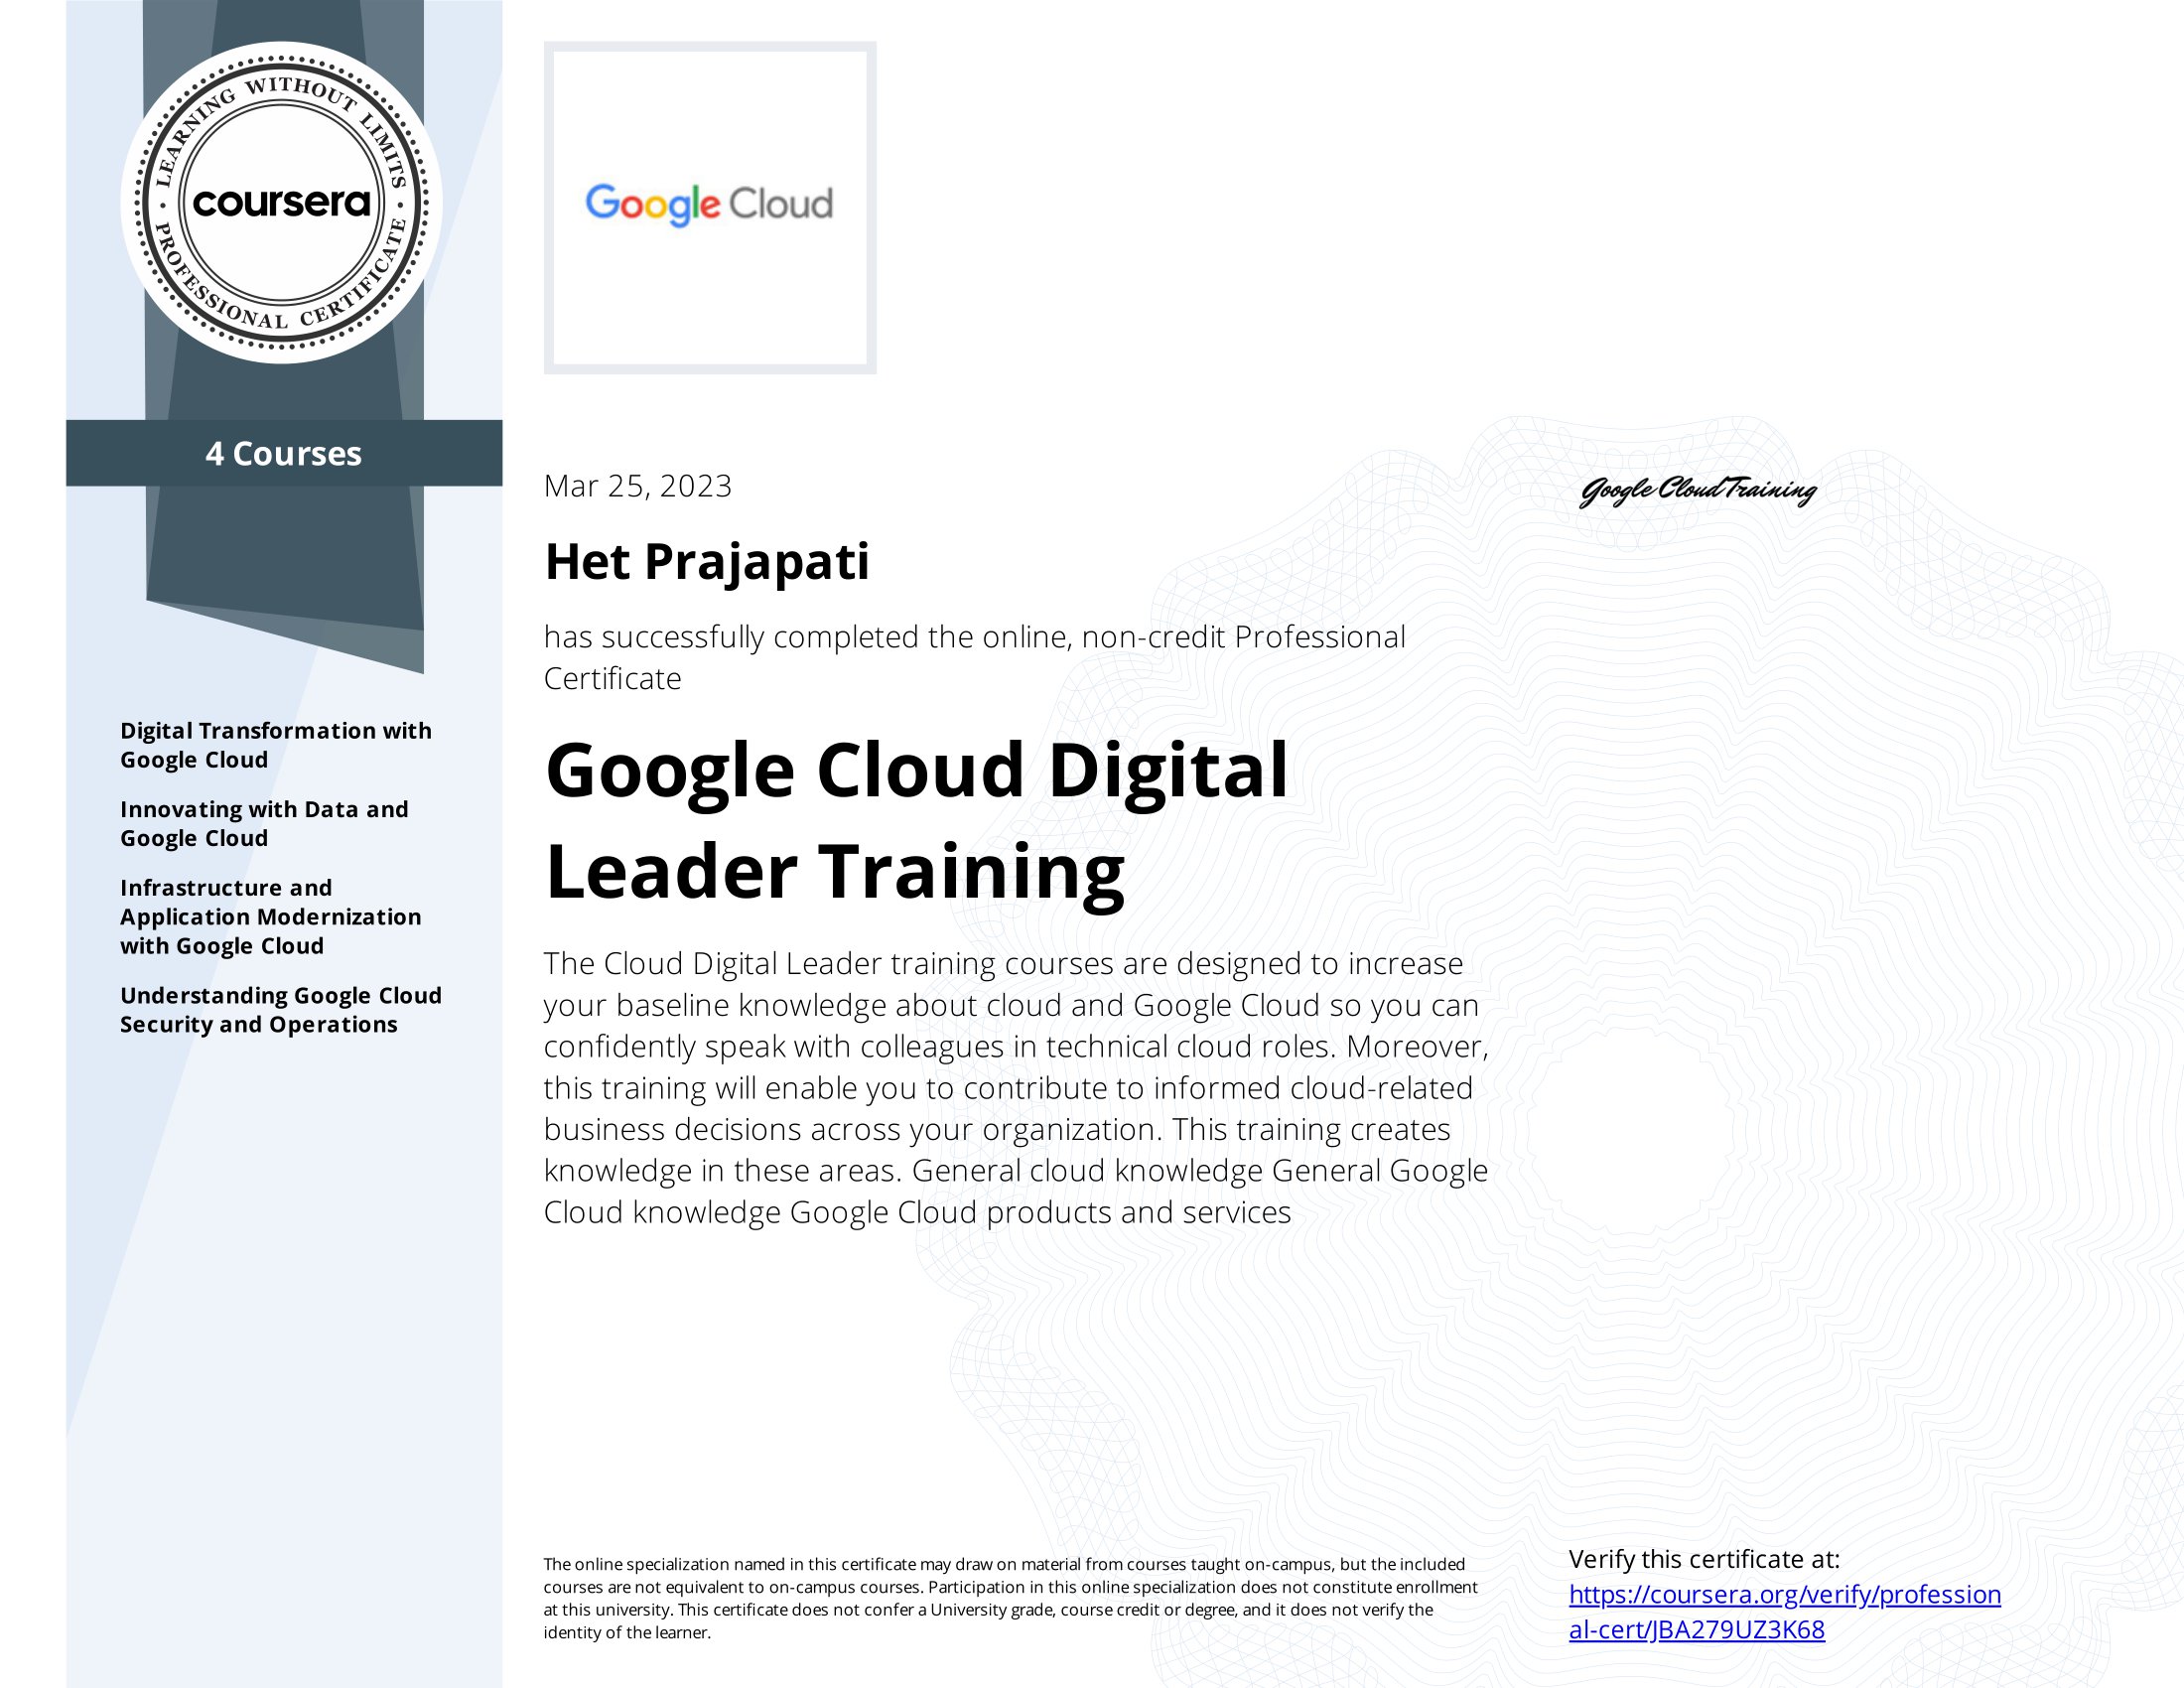 LEARNING WITHOUT LIMITS
coursera
PROFESSIONAL CERTIFICATE
4 Courses
Digital Transformation with
Google Cloud
Innovating with Data and
Google Cloud
Infrastructure and
Application Modernization
with Google Cloud
Understanding Google Cloud
Security and Operations
Google Cloud
Mar 25, 2023
Het Prajapati
has successfully completed the online, non-credit Professional
Certificate
Google Cloud Digital
Leader Training
The Cloud Digital Leader training courses are designed to increase
your baseline knowledge about cloud and Google Cloud so you can
confidently speak with colleagues in technical cloud roles. Moreover,
this training will enable you to contribute to informed cloud-related
business decisions across your organization. This training creates
knowledge in these areas. General cloud knowledge General Google
Cloud knowledge Google Cloud products and services
Google Cloud Training
The online specialization named in this certificate may draw on material from courses taught on-campus, but the included
courses are not equivalent to on-campus courses. Participation in this online specialization does not constitute enrollment
at this university. This certificate does not confer a University grade, course credit or degree, and it does not verify the
identity of the learner.
Verify this certificate at:
https://coursera.org/verify/profession
al-cert/JBA279UZ3K68